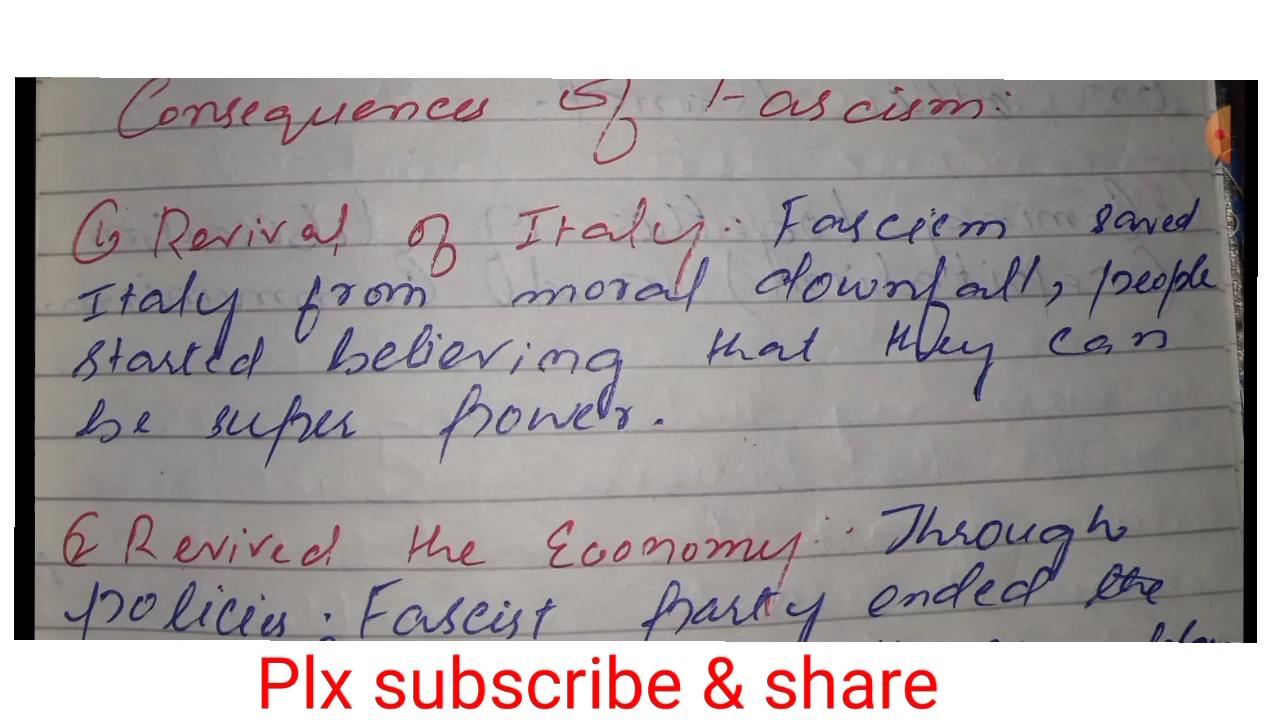 Consequences of Fascism:
(1) Revival of Italy: Fascism saved
Italy from moral downfall, people
started believing that they can
be super power.
(2 Revived the Economy: Through
policies. Fascist party ended the
Plx subscribe & share